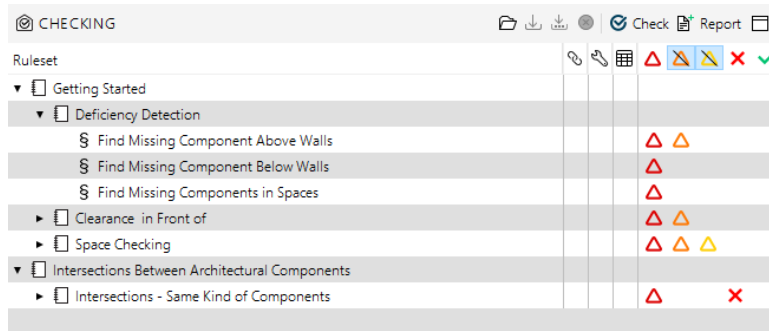 CHECKING
Check Report
Ruleset
Getting Started
Deficiency Detection
§ Find Missing Component Above Walls
§ Find Missing Component Below Walls
§ Find Missing Components in Spaces
Clearance in Front of
Space Checking
Intersections Between Architectural Components
Intersections - Same Kind of Components